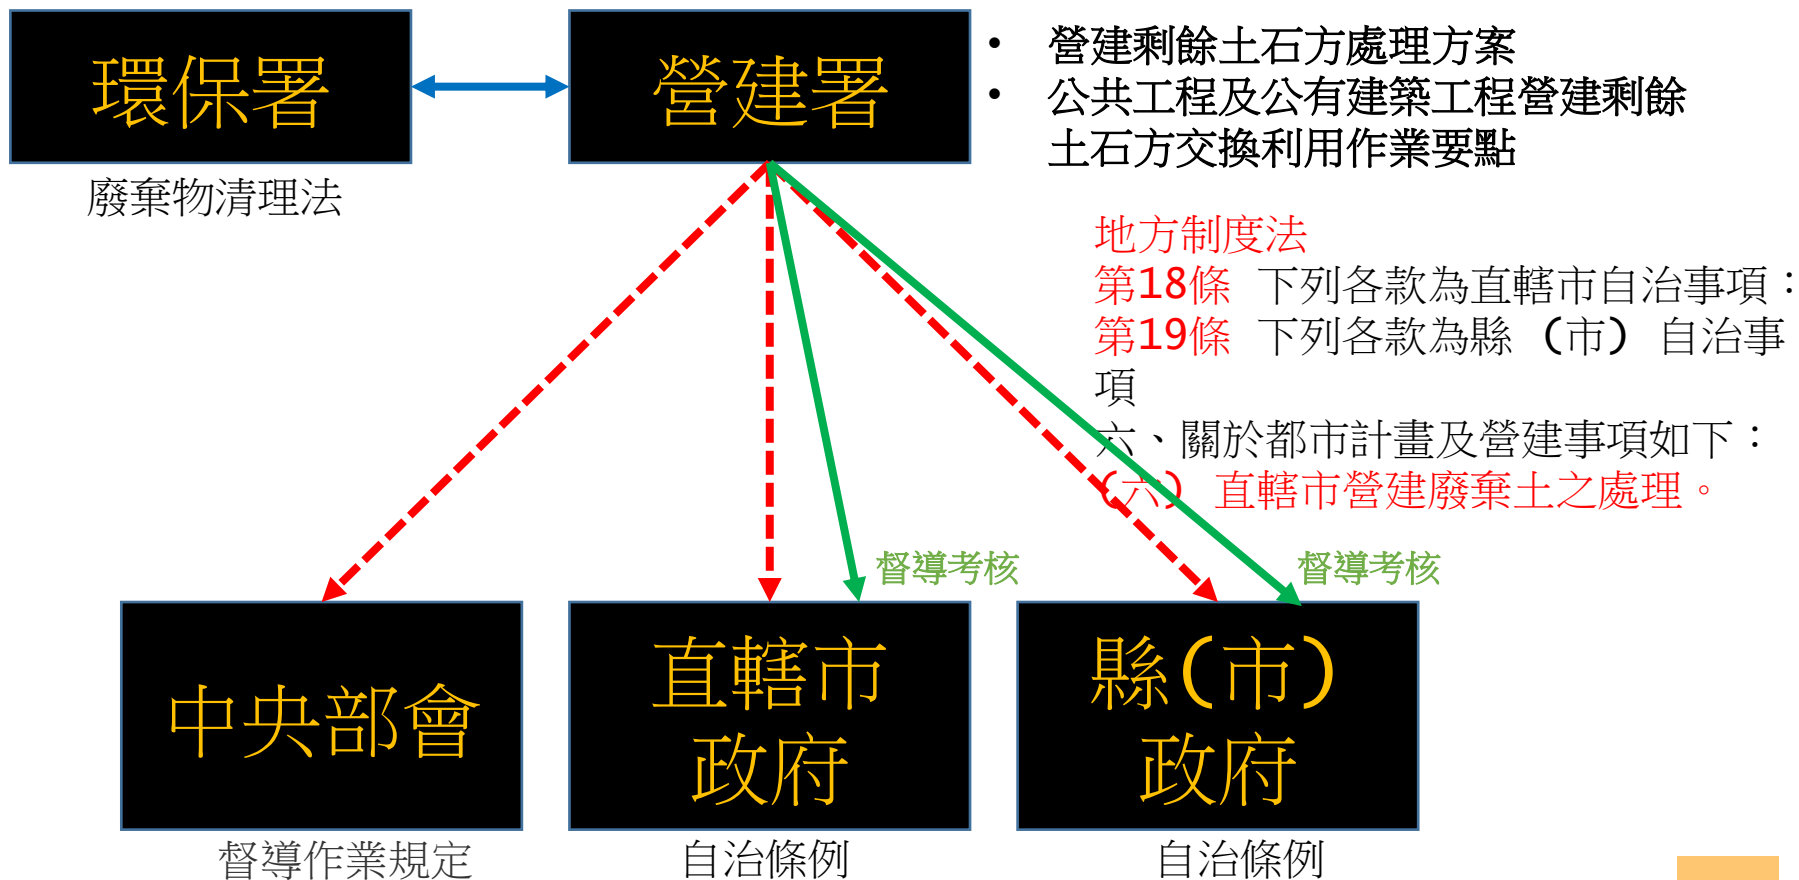 環保署
營建署
• 營建剩餘土石方處理方案
• 公共工程及公有建築工程營建剩餘
土石方交換利用作業要點
廢棄物清理法
地方制度法
第18條 下列各款為直轄市自治事項：
第19條 下列各款為縣 (市) 自治事
項
六、關於都市計畫及營建事項如下：
(六) 直轄市營建廢棄土之處理。
督導考核
督導考核
中央部會
直轄市
政府
縣(市)
政府
督導作業規定
自治條例
自治條例